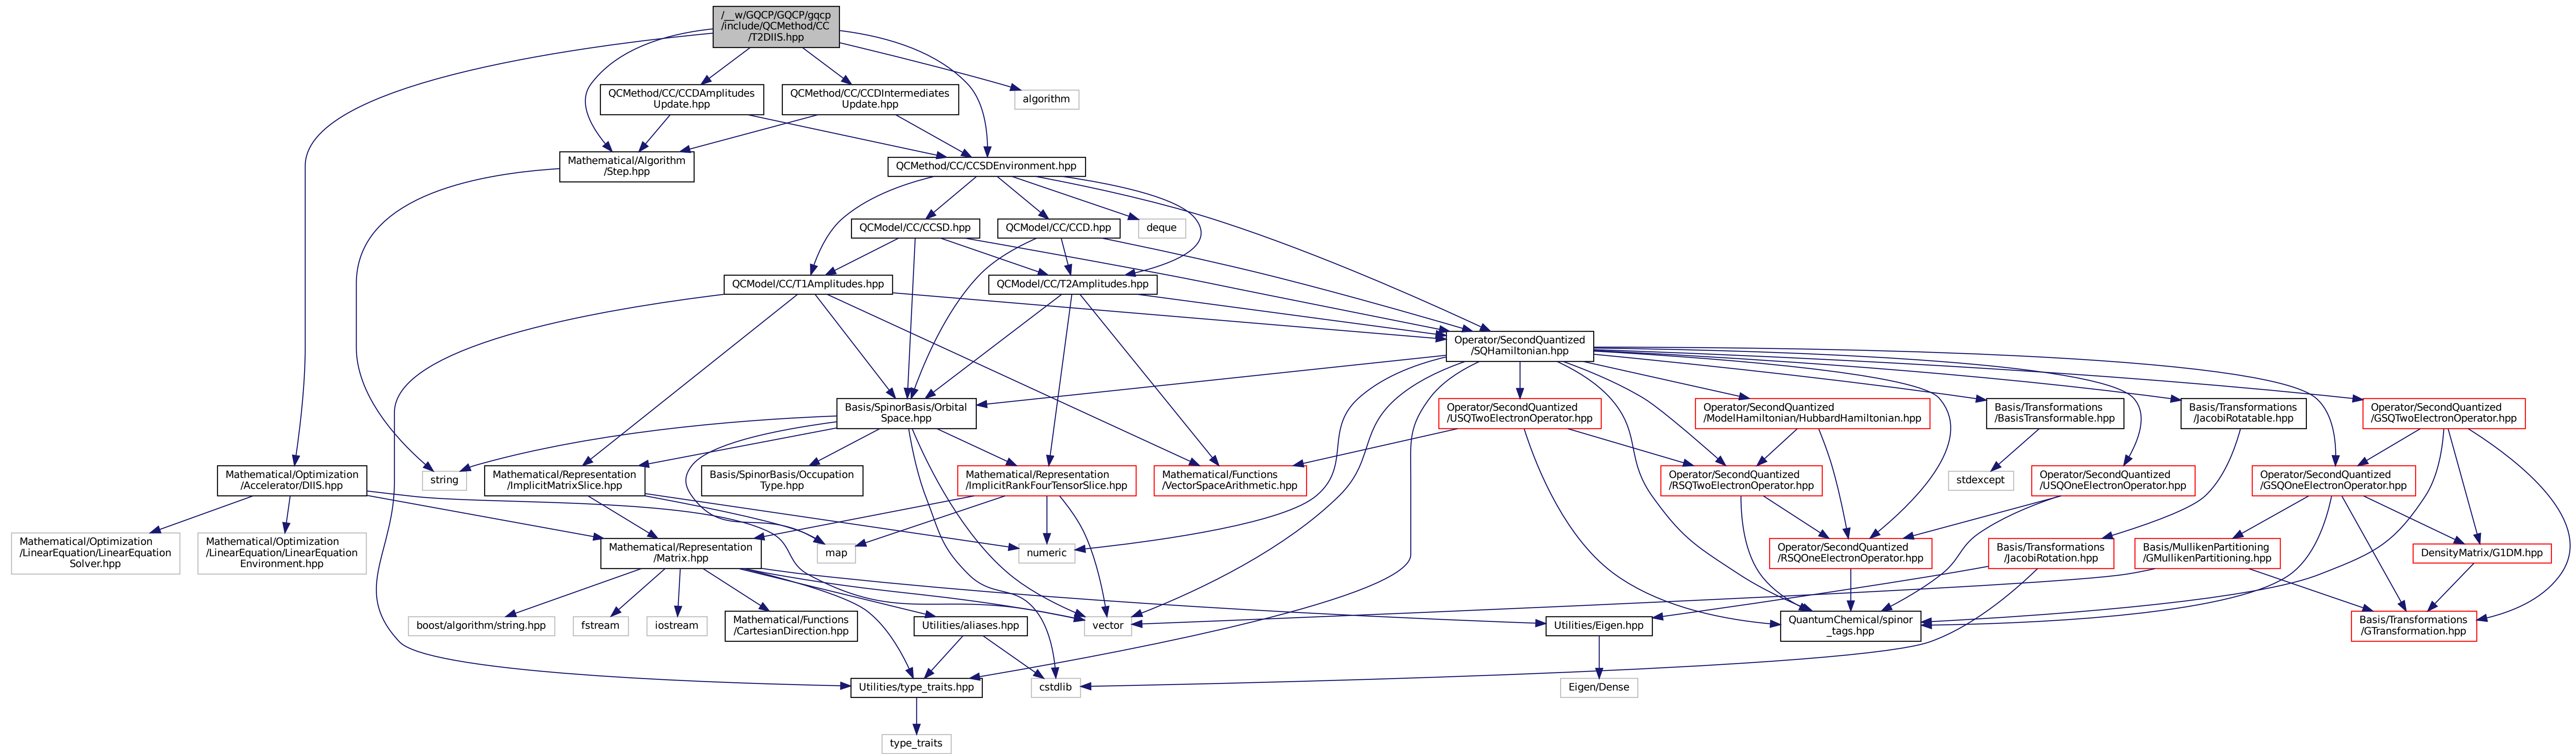 /__w/GQCP/GQCP/gqcp
/include/QCMethod/CC
/T2DIIS.hpp
QCMethod/CC/CCDAmplitudes
Update.hpp
QCMethod/CC/CCDIntermediates
Update.hpp
algorithm
Mathematical/Algorithm
/Step.hpp
QCMethod/CC/CCSDEnvironment.hpp
QCModel/CC/CCSD.hpp
QCModel/CC/CCD.hpp
deque
QCModel/CC/T1Amplitudes.hpp
QCModel/CC/T2Amplitudes.hpp
Operator/SecondQuantized
/SQHamiltonian.hpp
Basis/SpinorBasis/Orbital
Space.hpp
Operator/SecondQuantized
/USQTwoElectronOperator.hpp
Operator/SecondQuantized
/ModelHamiltonian/HubbardHamiltonian.hpp
Basis/Transformations
/BasisTransformable.hpp
Basis/Transformations
/JacobiRotatable.hpp
Operator/SecondQuantized
/GSQTwoElectronOperator.hpp
Mathematical/Optimization
/Accelerator/DIIS.hpp
string
Mathematical/Representation
/ImplicitMatrixSlice.hpp
Basis/SpinorBasis/Occupation
Type.hpp
Mathematical/Representation
/ImplicitRankFourTensorSlice.hpp
Mathematical/Functions
/VectorSpaceArithmetic.hpp
Operator/SecondQuantized
/RSQTwoElectronOperator.hpp
stdexcept
Operator/SecondQuantized
/USQOneElectronOperator.hpp
Operator/SecondQuantized
/GSQOneElectronOperator.hpp
Mathematical/Optimization
/LinearEquation/LinearEquation
Solver.hpp
Mathematical/Optimization
/LinearEquation/LinearEquation
Environment.hpp
Mathematical/Representation
/Matrix.hpp
map
numeric
Operator/SecondQuantized
/RSQOneElectronOperator.hpp
Basis/Transformations
/JacobiRotation.hpp
Basis/MullikenPartitioning
/GMullikenPartitioning.hpp
DensityMatrix/G1DM.hpp
boost/algorithm/string.hpp
fstream
iostream
Mathematical/Functions
/CartesianDirection.hpp
Utilities/aliases.hpp
vector
Utilities/Eigen.hpp
QuantumChemical/spinor
_tags.hpp
Basis/Transformations
/GTransformation.hpp
Utilities/type_traits.hpp
cstdlib
Eigen/Dense
type_traits